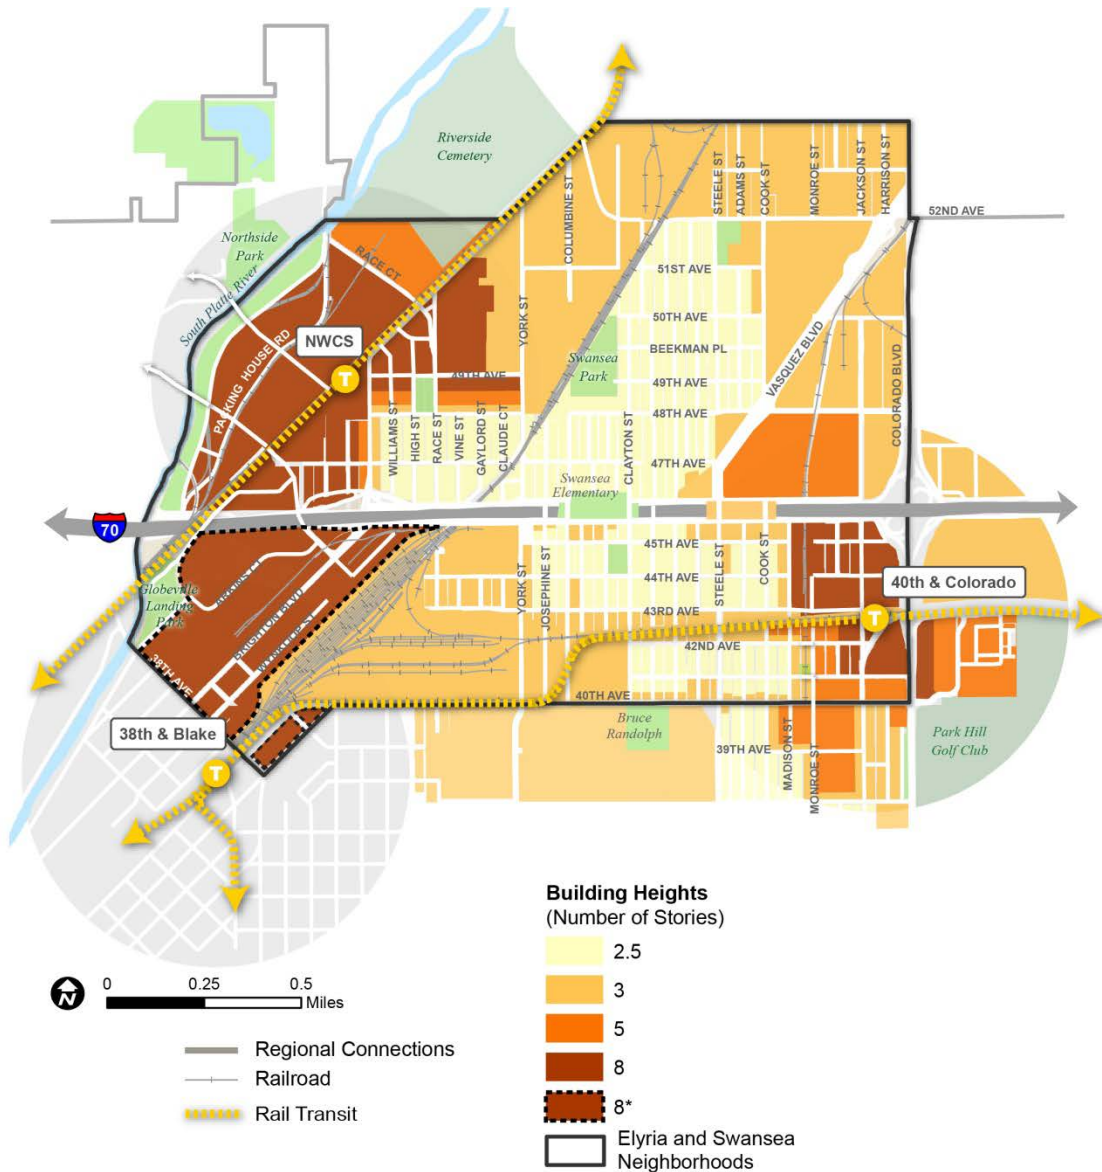 Riverside
Cemetery
Northside
Park
South Platte River
RACE CT
NWCS
PACKING HOUSE RD
COLUMBINE ST
YORK ST
STEELE ST
ADAMS ST
COOK ST
MONROE ST
JACKSON ST
HARRISON ST
52ND AVE
51ST AVE
50TH AVE
BEEKMAN PL
Swansea
Park
49TH AVE
49TH AVE
48TH AVE
VASQUEZ BLVD
COLORADO BLVD
WILLIAMS ST
HIGH ST
RACE ST
VINE ST
GAYLORD ST
CLAUDE CT
CLAYTON ST
47TH AVE
Swansea
Elementary
70
45TH AVE
44TH AVE
43RD AVE
42ND AVE
40TH AVE
39TH AVE
YORK ST
JOSEPHINE ST
STEELE ST
COOK ST
40th & Colorado
Globeville
Landing
Park
ARKINS CT
BRIGHTON BLVD
WYNKOOP ST
38TH AVE
38th & Blake
Bruce
Randolph
MADISON ST
MONROE ST
Park Hill
Golf Club
T
T
T
Building Heights
(Number of Stories)
2.5
3
5
8
8*
Elyria and Swansea
Neighborhoods
N
0 0.25 0.5
Miles
Regional Connections
Railroad
Rail Transit